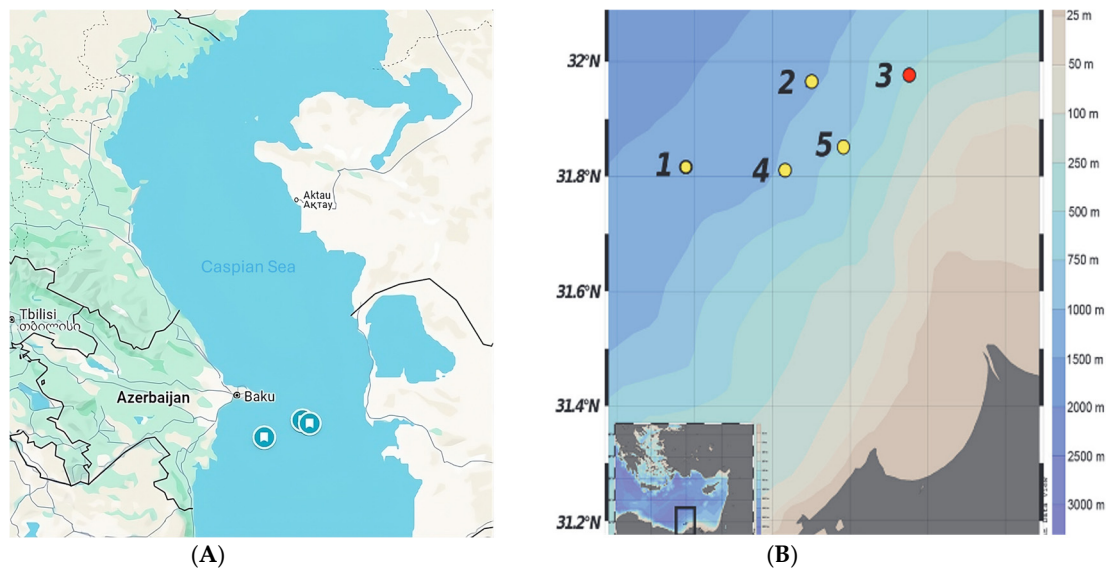 Aktau
Ақтау
Caspian Sea
Tbilisi
თბილისი
Azerbaijan
Baku
(A)
32°N
31,8°N
31,6°N
31,4°N
31,2°N
1
2
3
4
5
25 m
50 m
100 m
250 m
500 m
750 m
1000 m
1500 m
2000 m
2500 m
3000 m
(B)